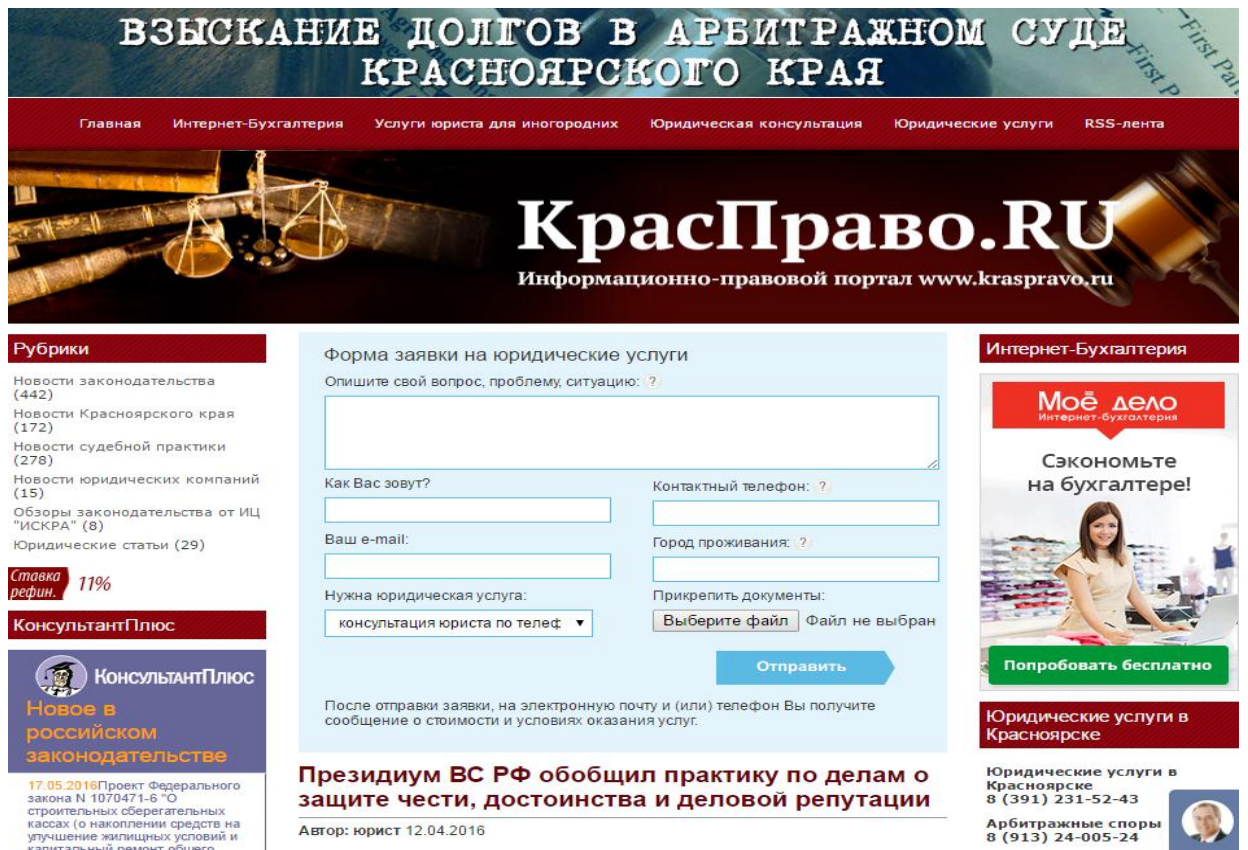 ВЗЫСКАНИЕ ДОЛГОВ В АРБИТРАЖНОМ СУДЕ
КРАСНОЯРСКОГО КРАЯ
First Pa
First P
Главная Интернет-Бухгалтерия Услуги юриста для иногородних Юридическая консультация Юридические услуги RSS-лента
КрасПраво.RU
Информационно-правовой портал www.kraspravo.ru
Рубрики
Новости законодательства
(442)
Новости Красноярского края
(172)
Новости судебной практики
(278)
Новости юридических компаний
(15)
Обзоры законодательства от ИЦ
"ИСКРА" (8)
Юридические статьи (29)
Ставка
рефин. 11%
КонсультантПлюс
КонсультантПлюс
Новое в
российском
законодательстве
17.05.2016Проект Федерального
закона N 1070471-6 "О
строительных сберегательных
кассах (о накоплении средств на
улучшение жилищных условий и
капитальный ремонт общего
Форма заявки на юридические услуги
Опишите свой вопрос, проблему, ситуацию: ?
Как Вас зовут?
Контактный телефон: ?
Ваш e-mail:
Город проживания: ?
Нужна юридическая услуга:
Прикрепить документы:
консультация юриста по телеф
Выберите файл Файл не выбран
Отправить
После отправки заявки, на электронную почту и (или) телефон Вы получите
сообщение о стоимости и условиях оказания услуг.
Президиум ВС РФ обобщил практику по делам о
защите чести, достоинства и деловой репутации
Автор: юрист 12.04.2016
Интернет-Бухгалтерия
Моё дело
Интернет-бухгалтерия
Сэкономьте
на бухгалтере!
Попробовать бесплатно
Юридические услуги в
Красноярске
Юридические услуги в
Красноярске
8 (391) 231-52-43
Арбитражные споры
8 (913) 24-005-24